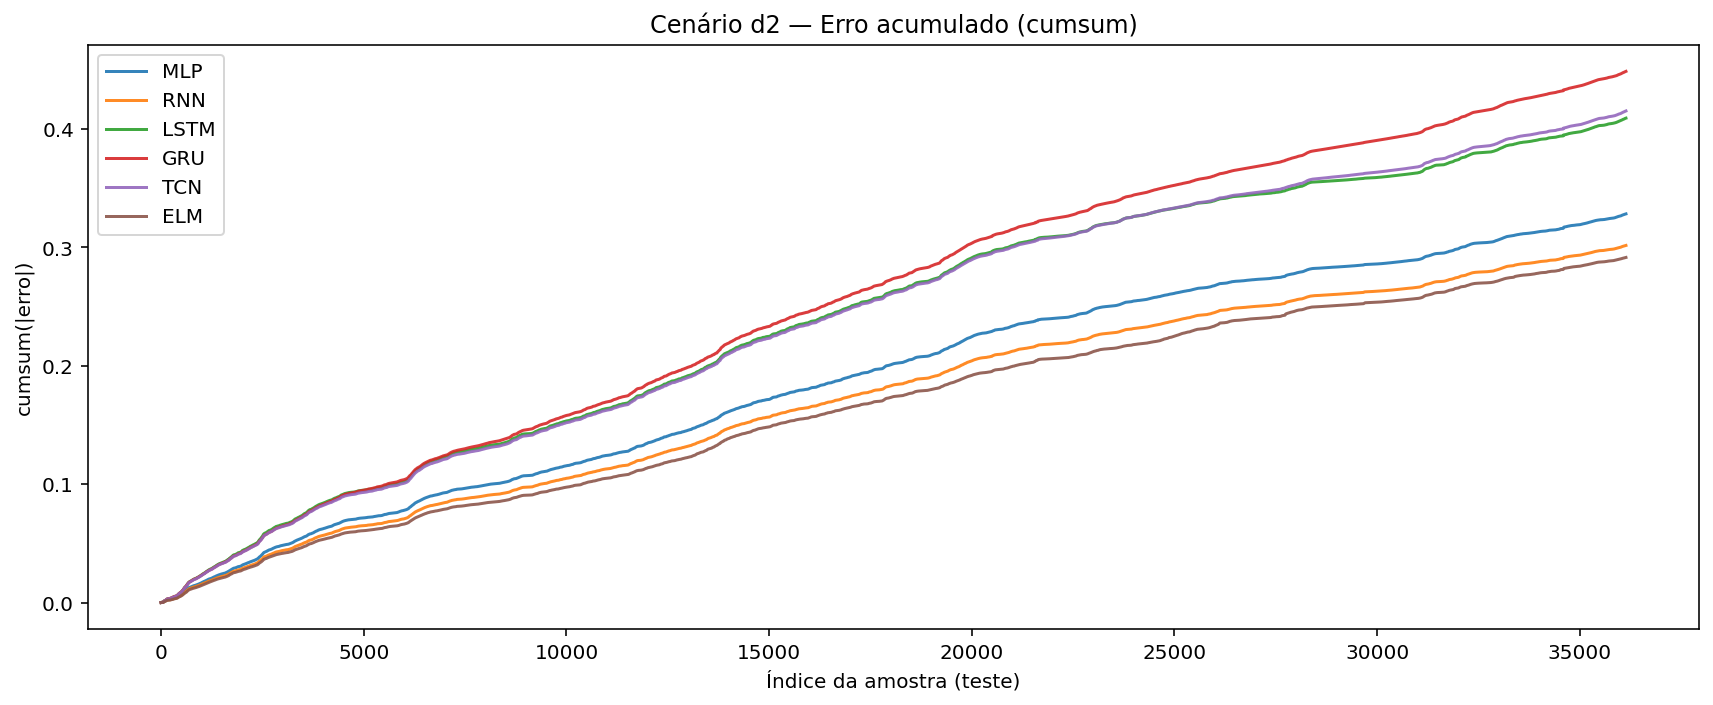 Cenário d2 — Erro acumulado (cumsum)
MLP
RNN
LSTM
GRU
TCN
ELM
cumsum(|erro|)
0.4
0.3
0.2
0.1
0.0
0 5000 10000 15000 20000 25000 30000 35000
Índice da amostra (teste)